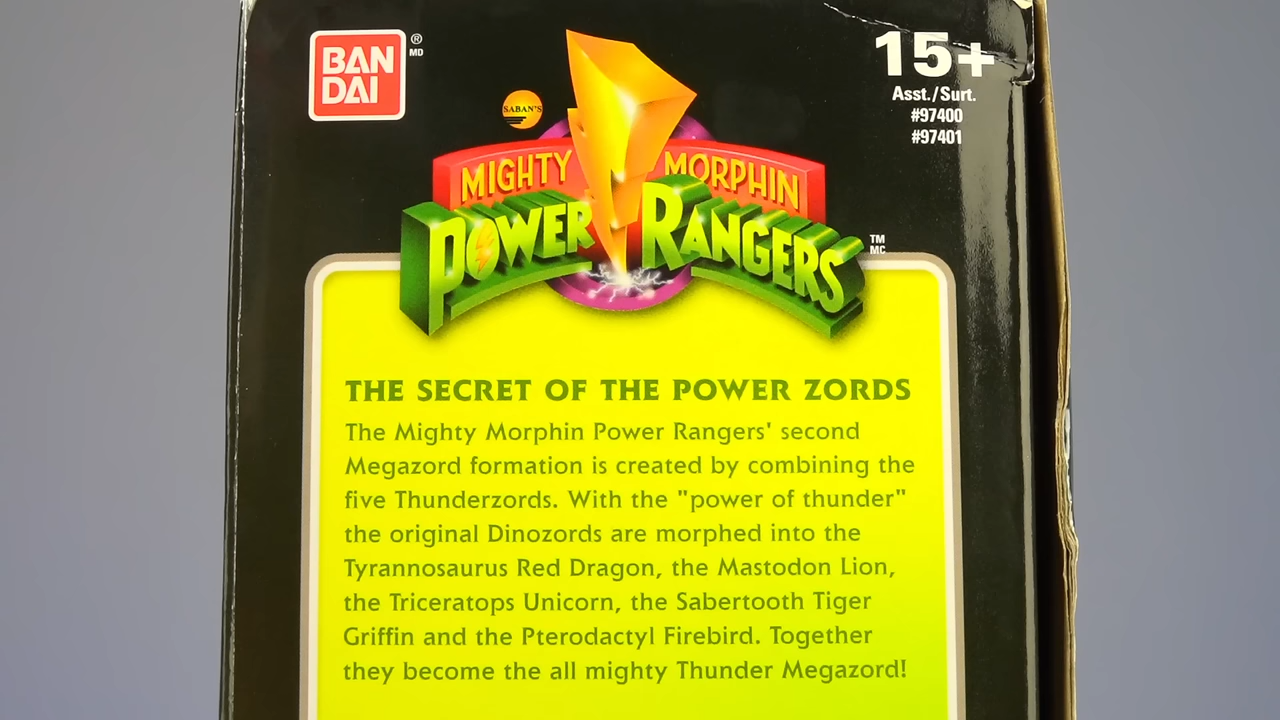 BAN
DAI
®
MD
SABAN'S
15+
Asst./Surt.
#97400
#97401
MIGHTY MORPHIN
POWER RANGERS
TM
MC
THE SECRET OF THE POWER ZORDS
The Mighty Morphin Power Rangers' second
Megazord formation is created by combining the
five Thunderzords. With the "power of thunder"
the original Dinozords are morphed into the
Tyrannosaurus Red Dragon, the Mastodon Lion,
the Triceratops Unicorn, the Sabertooth Tiger
Griffin and the Pterodactyl Firebird. Together
they become the all mighty Thunder Megazord!